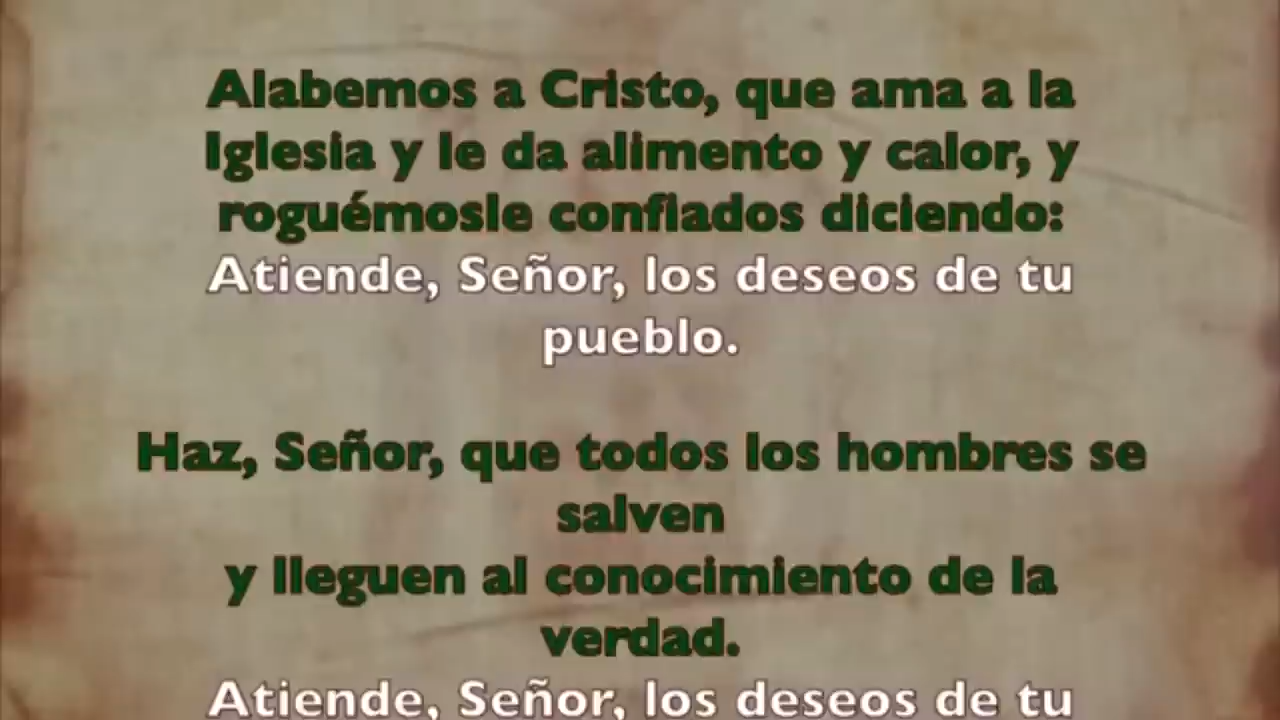 Alabemos a Cristo, que ama a la
Iglesia y le da alimento y calor, y
roguémosle confiados diciendo:
Atiende, Señor, los deseos de tu
pueblo.
Haz, Señor, que todos los hombres se
salven
y lleguen al conocimiento de la
verdad.
Atiende, Señor, los deseos de tu